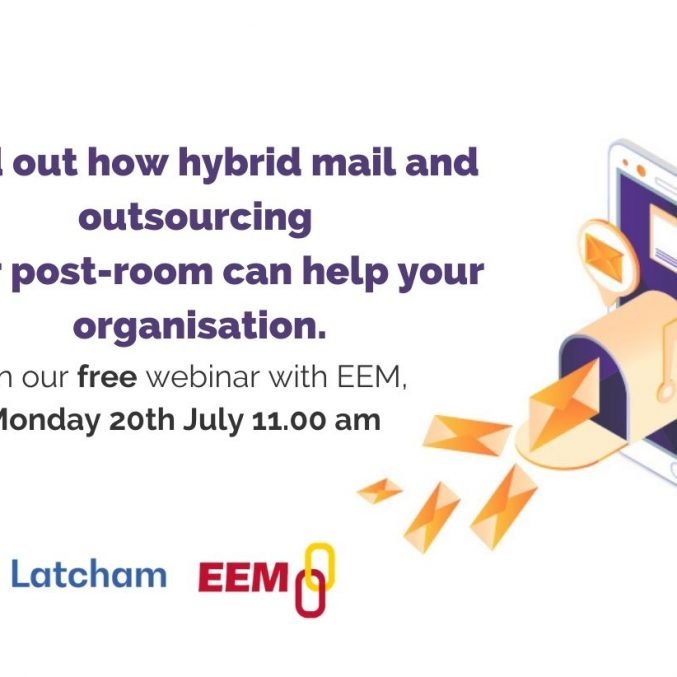 out how hybrid mail and
outsourcing
post-room can help your
organisation.
our free webinar with EEM,
Monday 20th July 11.00 am
Latcham EEM